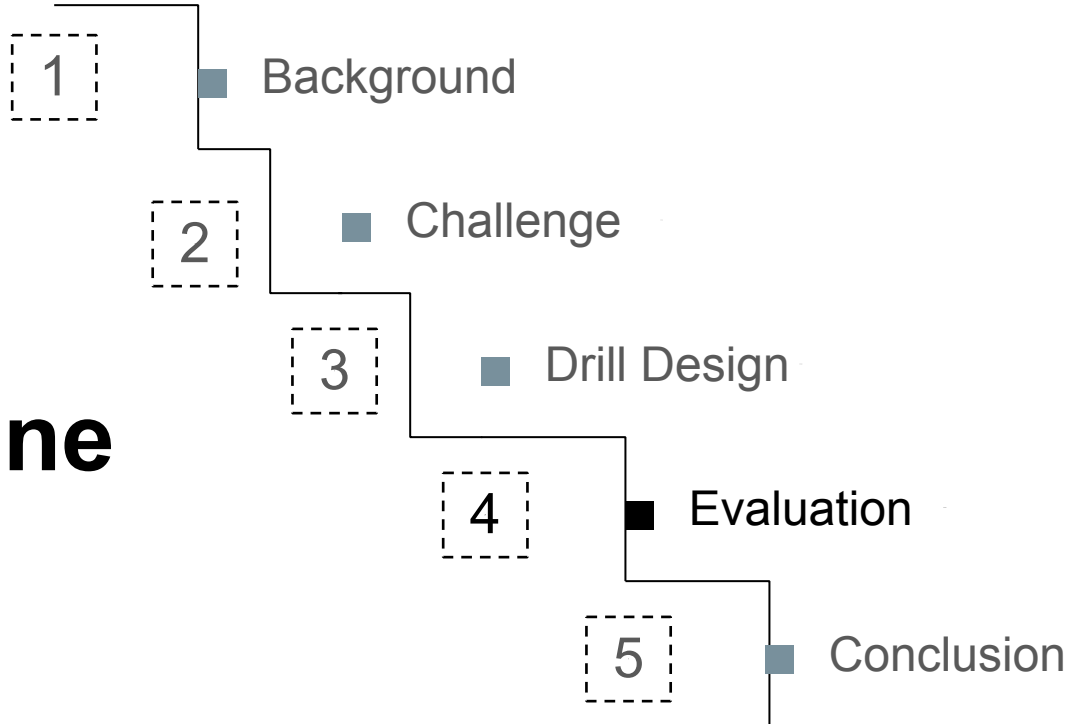 1
Background
2
Challenge
3
Drill Design
ne
4
Evaluation
5
Conclusion